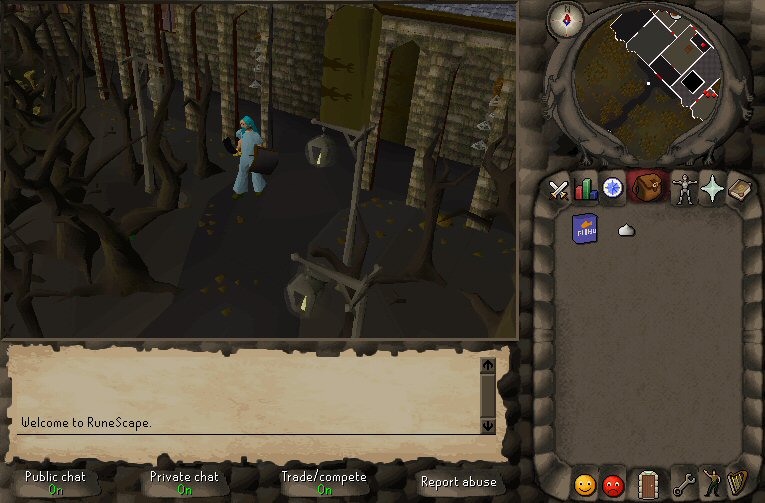 N
Welcome to RuneScape.
Public chat
On
Private chat
On
Trade/compete
On
Report abuse